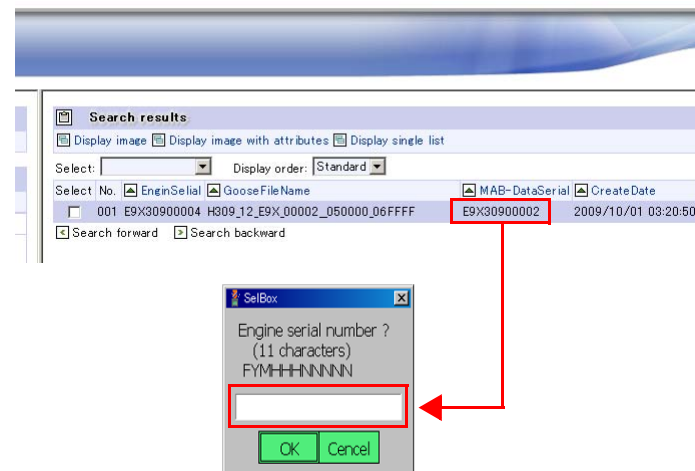 Search results
Display image Display image with attributes Display single list
Select: Display order: Standard
Select No. EnginSelial GooseFileName MAB-DataSerial CreateDate
001 E9X30900004 H309_12_E9X_00002_050000_06FFFF E9X30900002 2009/10/01 03:20:50
Search forward Search backward
SelBox
Engine serial number ?
(11 characters)
FYMHHHNNNNN
OK Cencel